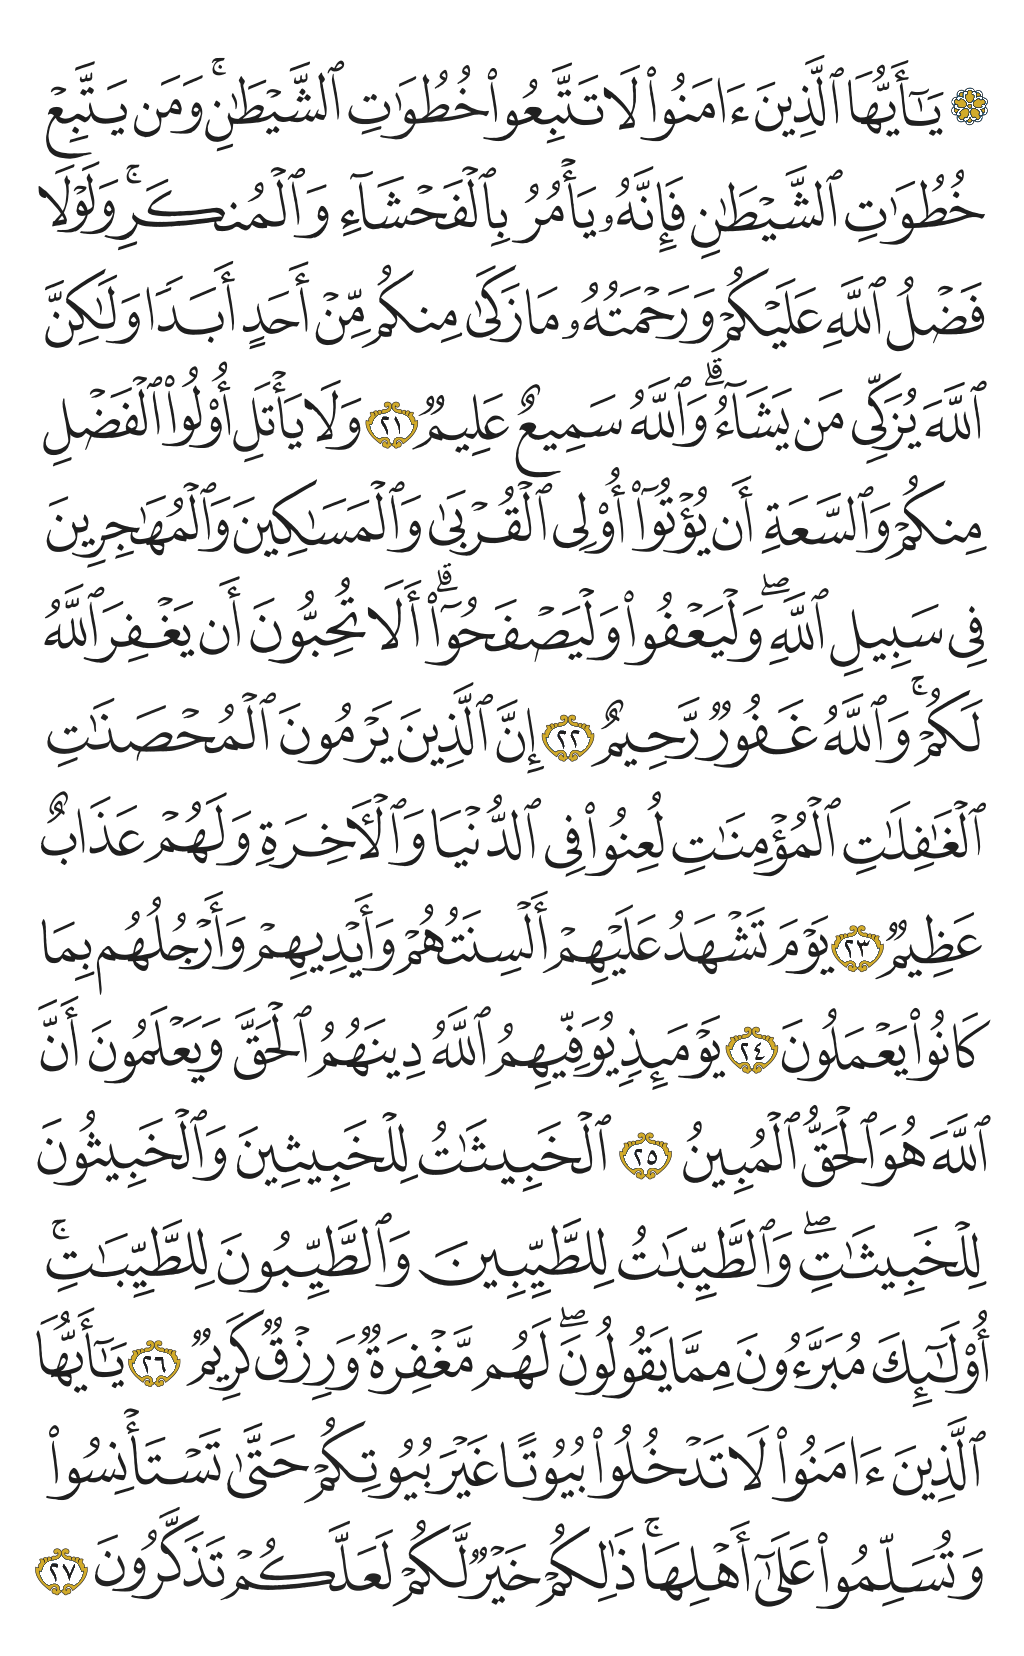 ۞ يَـٰٓأَيُّهَا ٱلَّذِينَ ءَامَنُوا۟ لَا تَتَّبِعُوا۟ خُطُوَٰتِ ٱلشَّيْطَـٰنِ ۚ وَمَن يَتَّبِعْ
خُطُوَٰتِ ٱلشَّيْطَـٰنِ فَإِنَّهُۥ يَأْمُرُ بِٱلْفَحْشَآءِ وَٱلْمُنكَرِ ۚ وَلَوْلَا
فَضْلُ ٱللَّهِ عَلَيْكُمْ وَرَحْمَتُهُۥ مَا زَكَىٰ مِنكُم مِّنْ أَحَدٍ أَبَدًا وَلَـٰكِنَّ
ٱللَّهَ يُزَكِّى مَن يَشَآءُ ۗ وَٱللَّهُ سَمِيعٌ عَلِيمٌ ﴿٢١﴾ وَلَا يَأْتَلِ أُو۟لُوا۟ ٱلْفَضْلِ
مِنكُمْ وَٱلسَّعَةِ أَن يُؤْتُوٓا۟ أُو۟لِى ٱلْقُرْبَىٰ وَٱلْمَسَـٰكِينَ وَٱلْمُهَـٰجِرِينَ
فِى سَبِيلِ ٱللَّهِ ۖ وَلْيَعْفُوا۟ وَلْيَصْفَحُوٓا۟ ۗ أَلَا تُحِبُّونَ أَن يَغْفِرَ ٱللَّهُ
لَكُمْ ۚ وَٱللَّهُ غَفُورٌ رَّحِيمٌ ﴿٢٢﴾ إِنَّ ٱلَّذِينَ يَرْمُونَ ٱلْمُحْصَنَـٰتِ
ٱلْغَـٰفِلَـٰتِ ٱلْمُؤْمِنَـٰتِ لُعِنُوا۟ فِى ٱلدُّنْيَا وَٱلْـَٔاخِرَةِ وَلَهُمْ عَذَابٌ
عَظِيمٌ ﴿٢٣﴾ يَوْمَ تَشْهَدُ عَلَيْهِمْ أَلْسِنَتُهُمْ وَأَيْدِيهِمْ وَأَرْجُلُهُم بِمَا
كَانُوا۟ يَعْمَلُونَ ﴿٢٤﴾ يَوْمَئِذٍ يُوَفِّيهِمُ ٱللَّهُ دِينَهُمُ ٱلْحَقَّ وَيَعْلَمُونَ أَنَّ
ٱللَّهَ هُوَ ٱلْحَقُّ ٱلْمُبِينُ ﴿٢٥﴾ ٱلْخَبِيثَـٰتُ لِلْخَبِيثِينَ وَٱلْخَبِيثُونَ
لِلْخَبِيثَـٰتِ ۖ وَٱلطَّيِّبَـٰتُ لِلطَّيِّبِينَ وَٱلطَّيِّبُونَ لِلطَّيِّبَـٰتِ ۚ
أُو۟لَـٰٓئِكَ مُبَرَّءُونَ مِمَّا يَقُولُونَ ۖ لَهُم مَّغْفِرَةٌ وَرِزْقٌ كَرِيمٌ ﴿٢٦﴾ يَـٰٓأَيُّهَا
ٱلَّذِينَ ءَامَنُوا۟ لَا تَدْخُلُوا۟ بُيُوتًا غَيْرَ بُيُوتِكُمْ حَتَّىٰ تَسْتَأْنِسُوا۟
وَتُسَلِّمُوا۟ عَلَىٰٓ أَهْلِهَا ۚ ذَٰلِكُمْ خَيْرٌ لَّكُمْ لَعَلَّكُمْ تَذَكَّرُونَ ﴿٢٧﴾